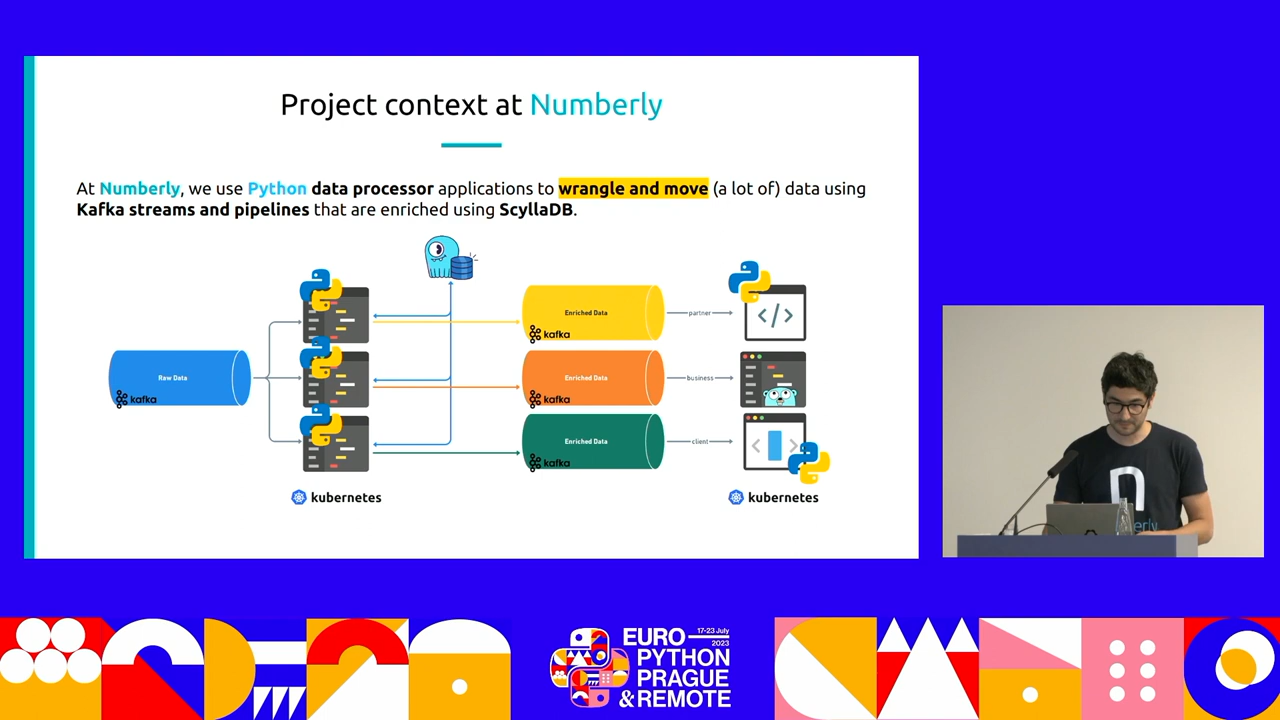 Project context at Numberly
At Numberly, we use Python data processor applications to wrangle and move (a lot of) data using
Kafka streams and pipelines that are enriched using ScyllaDB.
Raw Data
kafka
Enriched Data
kafka
partner
</>
Enriched Data
kafka
business
Enriched Data
kafka
client
< >
kubernetes
kubernetes
n
erly
EURO
17-23 July
2023
PYTHON
PRAGUE
& REMOTE